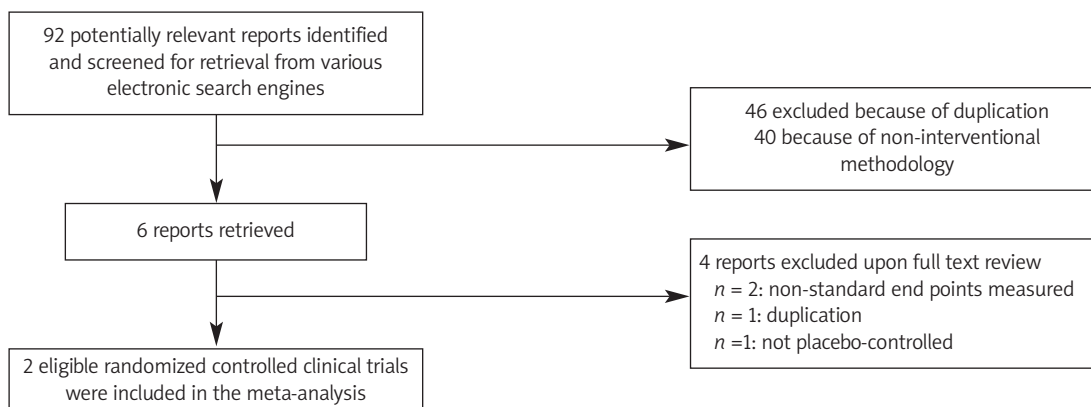 92 potentially relevant reports identified
and screened for retrieval from various
electronic search engines
46 excluded because of duplication
40 because of non-interventional
methodology
6 reports retrieved
4 reports excluded upon full text review
n = 2: non-standard end points measured
n = 1: duplication
n =1: not placebo-controlled
2 eligible randomized controlled clinical trials
were included in the meta-analysis